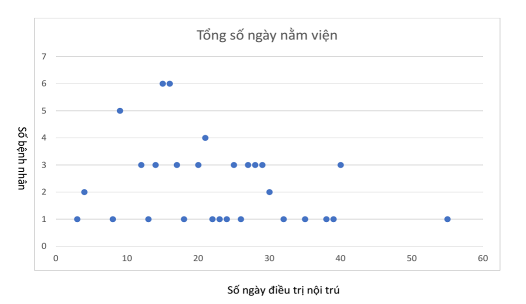 Tổng số ngày nằm viện
7
6
5
4
3
2
1
0
0 10 20 30 40 50 60
Số bệnh nhân
Số ngày điều trị nội trú